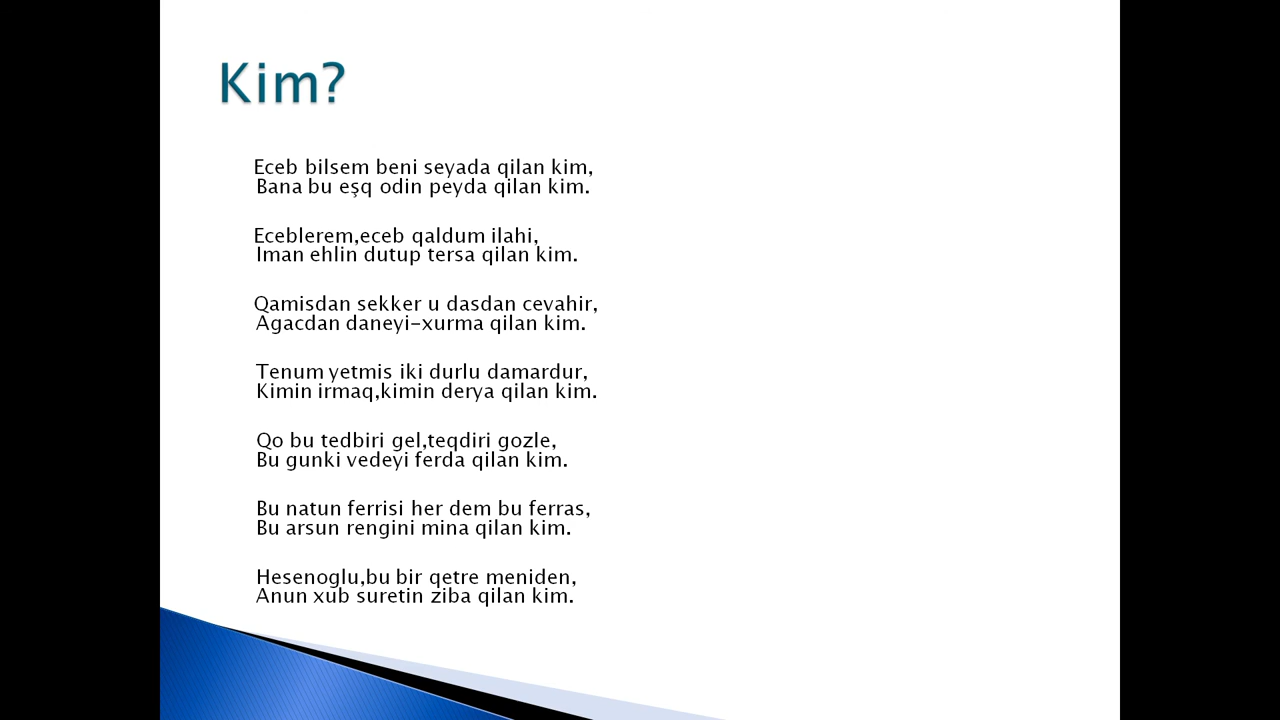 Kim?
Eceb bilsem beni seyada qilan kim,
Bana bu eşq odin peyda qilan kim.
Eceblerem,eceb qaldum ilahi,
Iman ehlin dutup tersa qilan kim.
Qamisdan sekker u dasdan cevahir,
Agacdan daneyi-xurma qilan kim.
Tenum yetmis iki durlu damardur,
Kimin irmaq,kimin derya qilan kim.
Qo bu tedbiri gel,teqdiri gozle,
Bu gunki vedeyi ferda qilan kim.
Bu natun ferrisi her dem bu ferras,
Bu arsun rengini mina qilan kim.
Hesenoglu,bu bir qetre meniden,
Anun xub suretin ziba qilan kim.